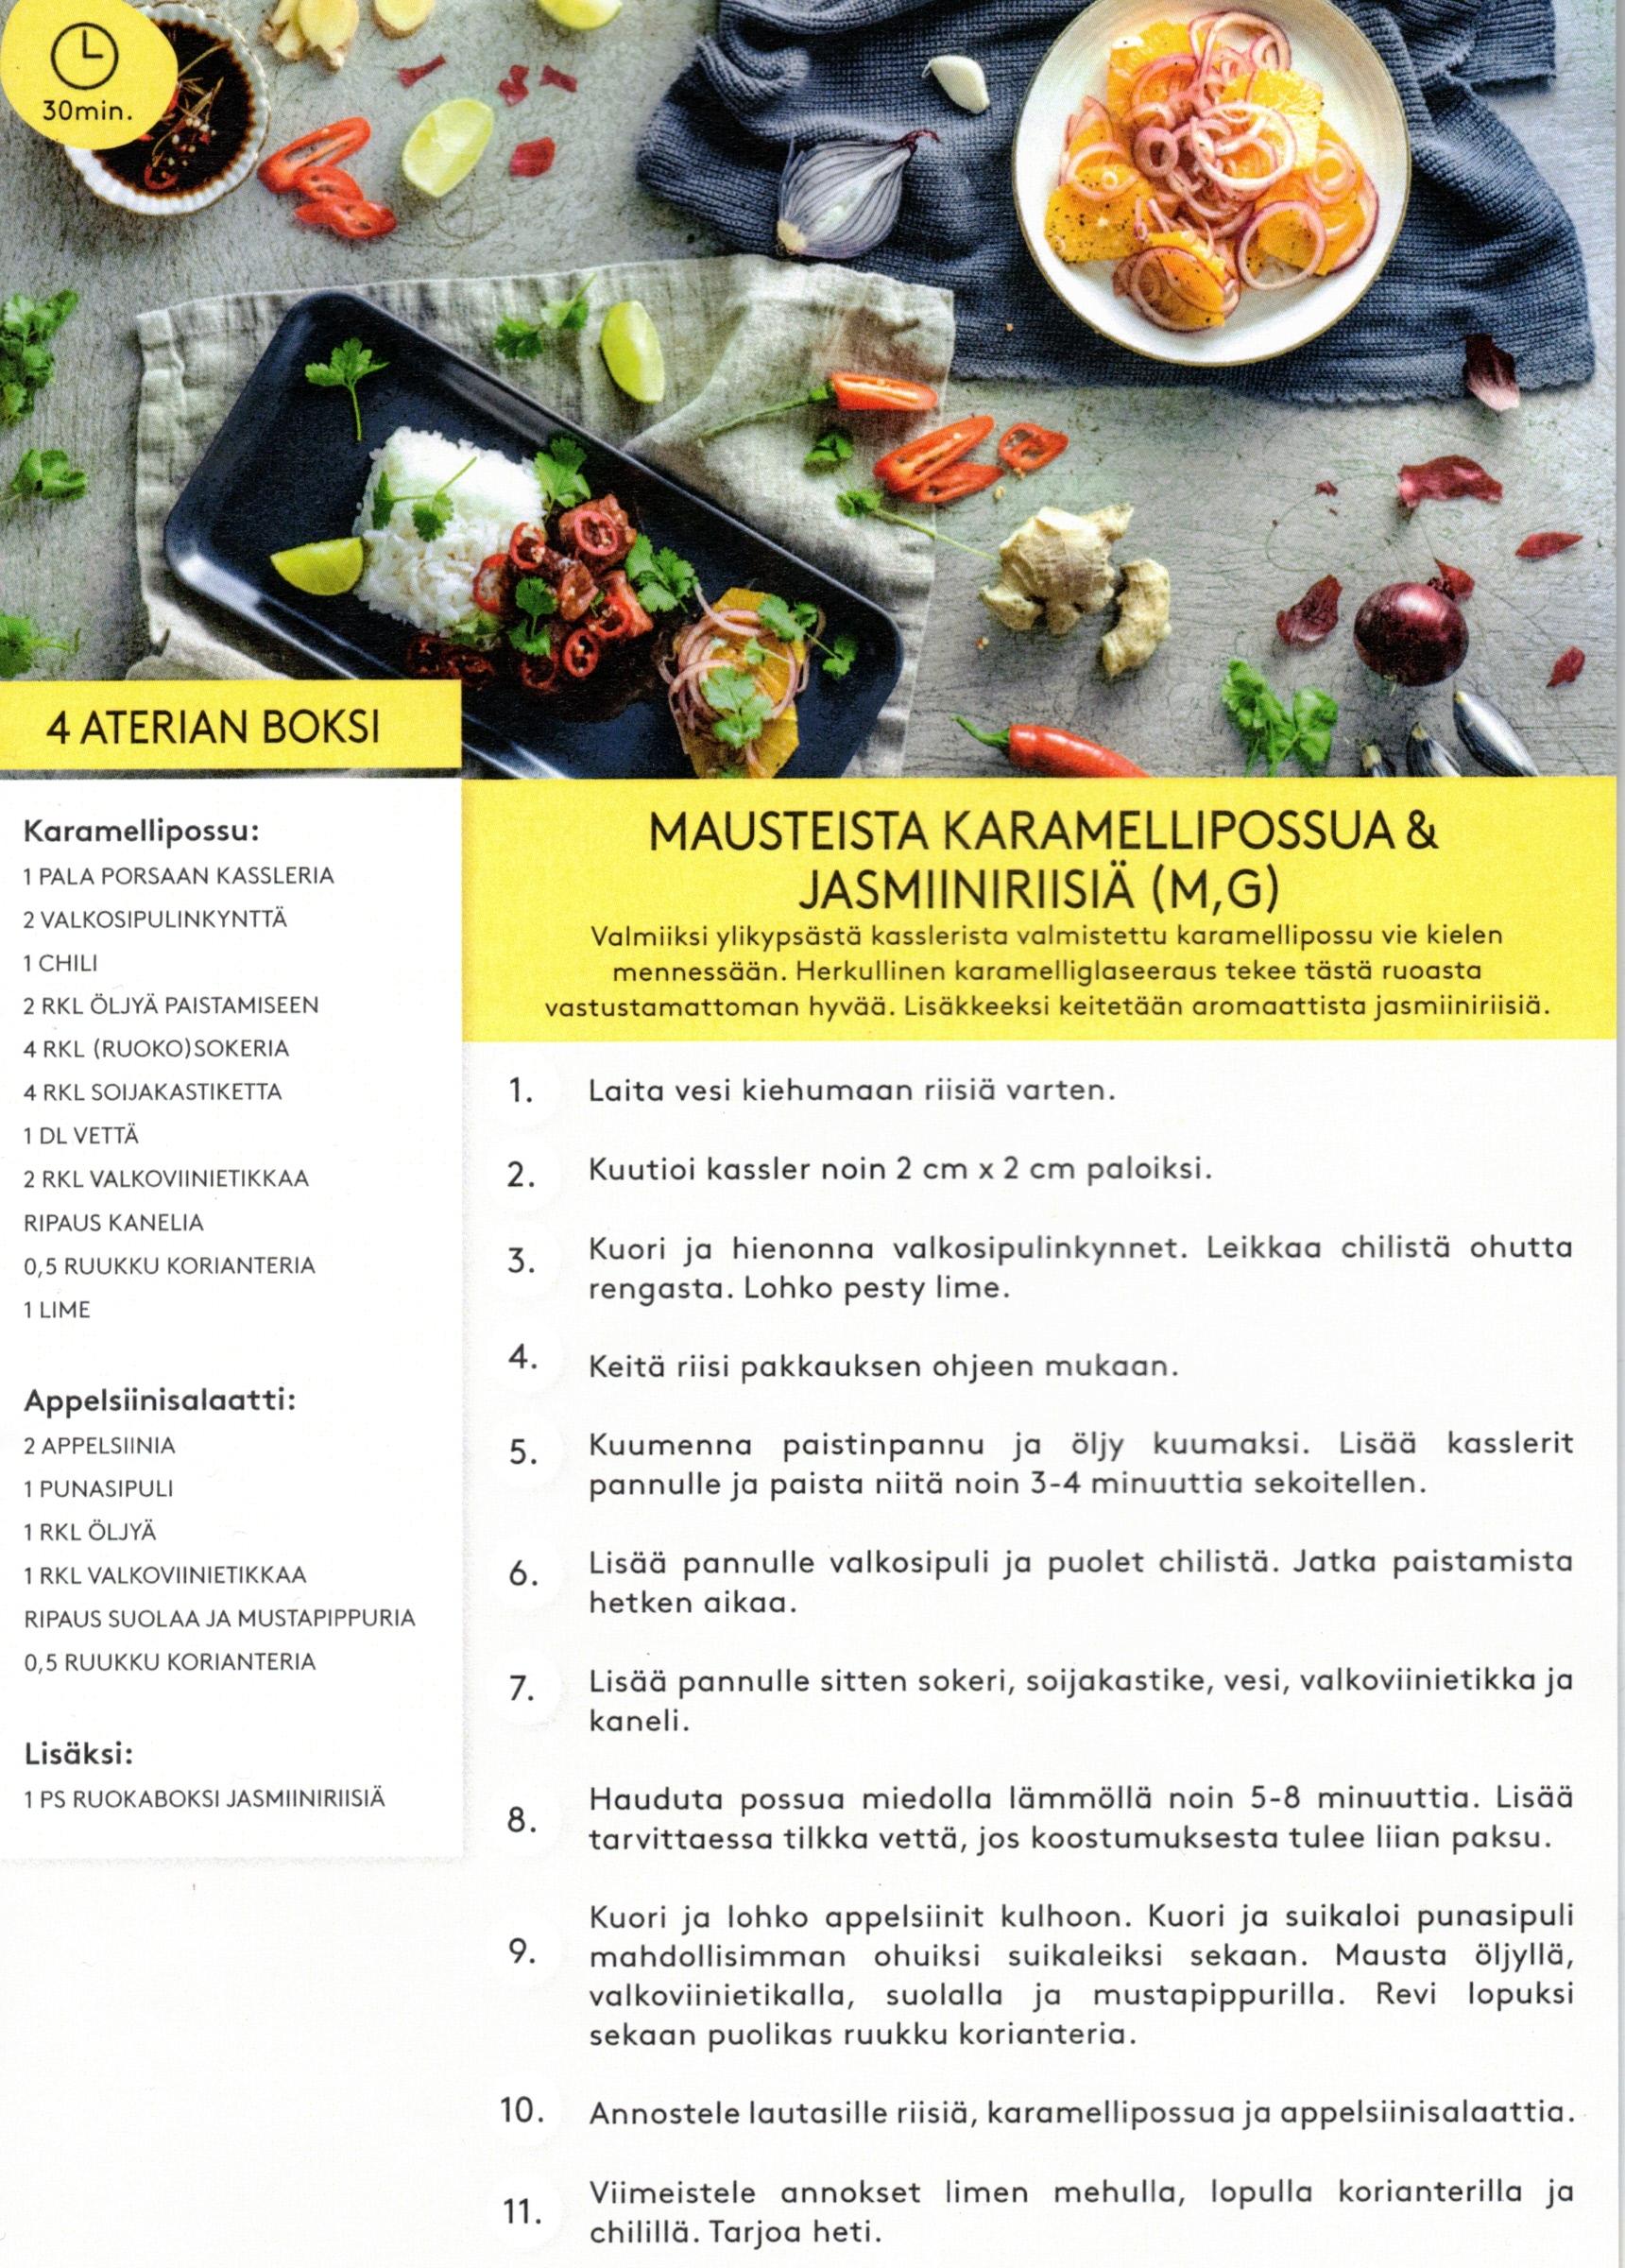 30min.
4 ATERIAN BOKSI
Karamellipossu:
1 PALA PORSAAN KASSLERIA
2 VALKOSIPULINKYNTTÄ
1 CHILI
2 RKL ÖLJYÄ PAISTAMISEEN
4 RKL (RUOKO)SOKERIA
4 RKL SOIJAKASTIKETTA
1 DL VETTÄ
2 RKL VALKOVIINIETIKKAA
RIPAUS KANELIA
0,5 RUUKKU KORIANTERIA
1 LIME
Appelsiinisalaatti:
2 APPELSIINIA
1 PUNASIPULI
1 RKL ÖLJYÄ
1 RKL VALKOVIINIETIKKAA
RIPAUS SUOLAA JA MUSTAPIPPURIA
0,5 RUUKKU KORIANTERIA
Lisäksi:
1 PS RUOKABOKSI JASMIINIRIISIÄ
MAUSTEISTA KARAMELLIPOSSUA &
JASMIINIRIISIÄ (M,G)
Valmiiksi ylikypsästä kasslerista valmistettu karamellipossu vie kielen
mennessään. Herkullinen karamelliglaseeraus tekee tästä ruoasta
vastustamattoman hyvää. Lisäkkeeksi keitetään aromaattista jasmiiniriisiä.
1. Laita vesi kiehumaan riisiä varten.
2. Kuutioi kassler noin 2 cm x 2 cm paloiksi.
3. Kuori ja hienonna valkosipulinkynnet. Leikkaa chilistä ohutta
rengasta. Lohko pesty lime.
4. Keitä riisi pakkauksen ohjeen mukaan.
5. Kuumenna paistinpannu ja öljy kuumaksi. Lisää kasslerit
pannulle ja paista niitä noin 3-4 minuuttia sekoitellen.
6. Lisää pannulle valkosipuli ja puolet chilistä. Jatka paistamista
hetken aikaa.
7. Lisää pannulle sitten sokeri, soijakastike, vesi, valkoviinietikka ja
kaneli.
8. Hauduta possua miedolla lämmöllä noin 5-8 minuuttia. Lisää
tarvittaessa tilkka vettä, jos koostumuksesta tulee liian paksu.
9. Kuori ja lohko appelsiinit kulhoon. Kuori ja suikaloi punasipuli
mahdollisimman ohuiksi suikaleiksi sekaan. Mausta öljyllä,
valkoviinietikalla, suolalla ja mustapippurilla. Revi lopuksi
sekaan puolikas ruukku korianteria.
10. Annostele lautasille riisiä, karamellipossua ja appelsiinisalaattia.
11. Viimeistele annokset limen mehulla, lopulla korianterilla ja
chilillä. Tarjoa heti.